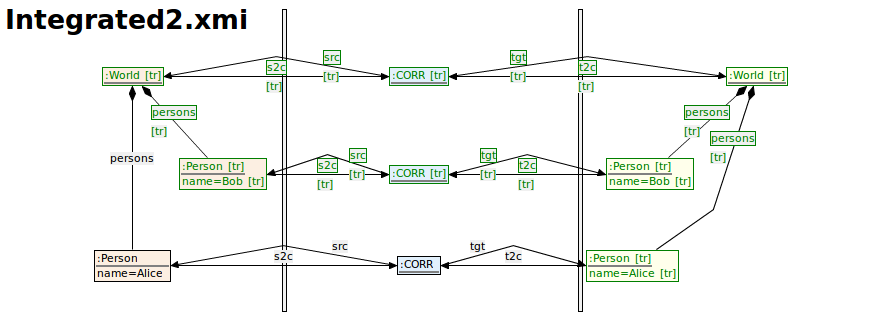 Integrated2.xmi
src
tgt
:World [tr]
s2c
:CORR [tr]
t2c
:World [tr]
[tr]
[tr]
[tr]
[tr]
persons
persons
[tr]
[tr]
persons
persons
src
tgt
[tr]
:Person [tr]
name=Bob [tr]
s2c
[tr]
[tr]
:CORR [tr]
[tr]
t2c
[tr]
:Person [tr]
name=Bob [tr]
src
tgt
:Person
name=Alice
s2c
:CORR
t2c
:Person [tr]
name=Alice [tr]